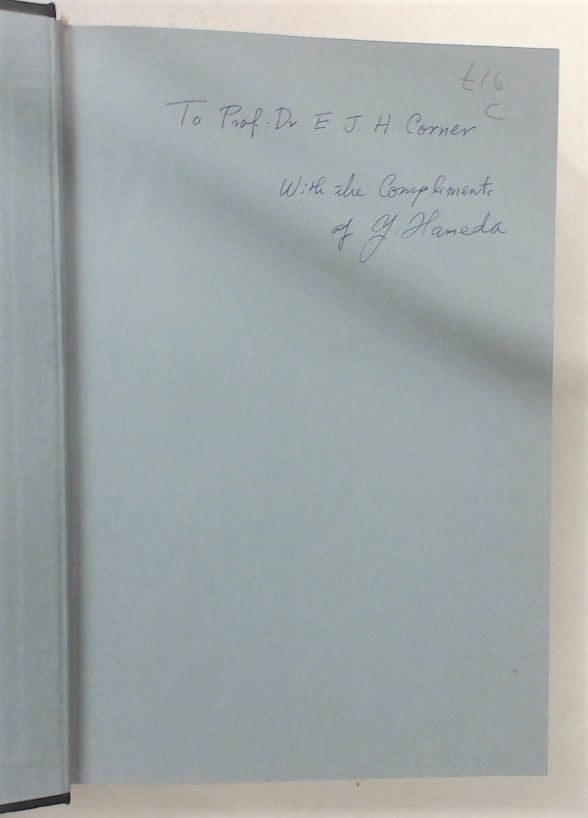 £16
C
To Prof. Dr. E. J. H. Corner
With the Compliments
of Y. Haneda